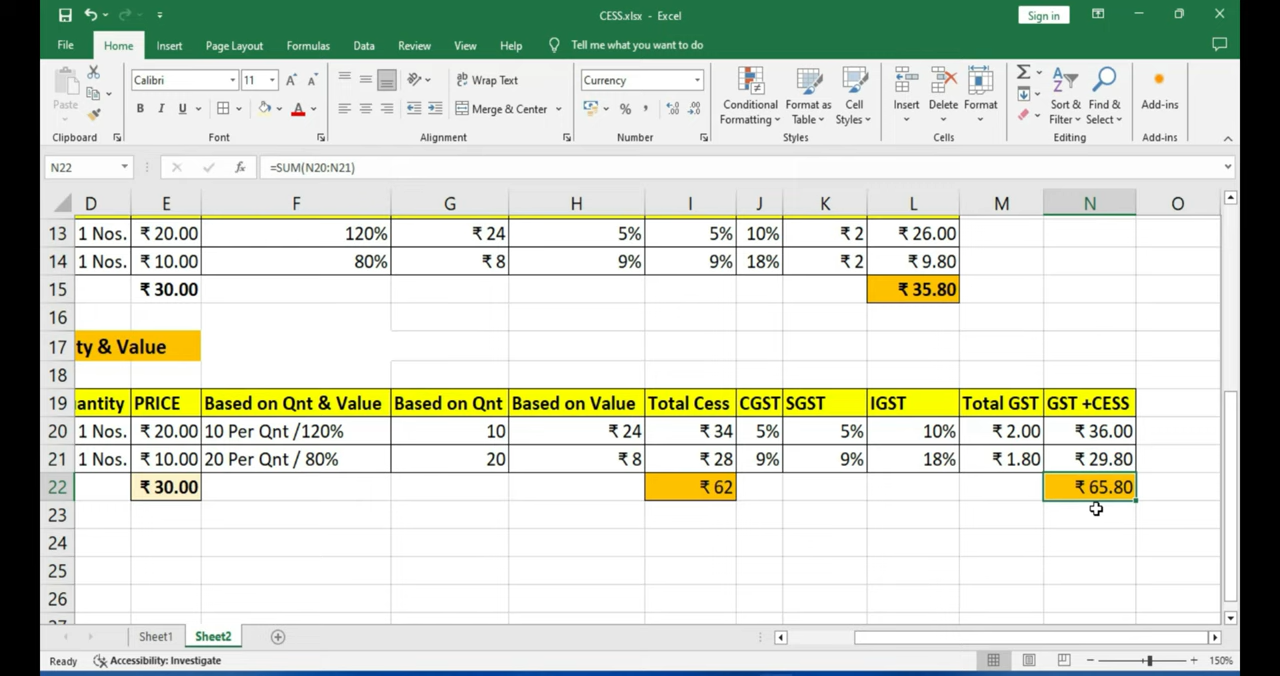 CESS.xlsx - Excel
Sign in
File Home Insert Page Layout Formulas Data Review View Help Tell me what you want to do
Paste
Calibri 11
B I U
Wrap Text
Merge & Center
Currency
Conditional Formatting
Format as Table
Cell Styles
Insert Delete Format
Sort & Filter
Find & Select
Add-ins
Clipboard Font Alignment Number Styles Cells Editing Add-ins
N22 fx =SUM(N20:N21)
D E F G H I J K L M N O
13 1 Nos. ₹ 20.00 120% ₹ 24 5% 5% 10% ₹ 2 ₹ 26.00
14 1 Nos. ₹ 10.00 80% ₹ 8 9% 9% 18% ₹ 2 ₹ 9.80
15 ₹ 30.00 ₹ 35.80
16
17 ty & Value
18
19 antity PRICE Based on Qnt & Value Based on Qnt Based on Value Total Cess CGST SGST IGST Total GST GST +CESS
20 1 Nos. ₹ 20.00 10 Per Qnt /120% 10 ₹ 24 ₹ 34 5% 5% 10% ₹ 2.00 ₹ 36.00
21 1 Nos. ₹ 10.00 20 Per Qnt / 80% 20 ₹ 8 ₹ 28 9% 9% 18% ₹ 1.80 ₹ 29.80
22 ₹ 30.00 ₹ 62 ₹ 65.80
23
24
25
26
Sheet1 Sheet2
Ready Accessibility: Investigate 150%